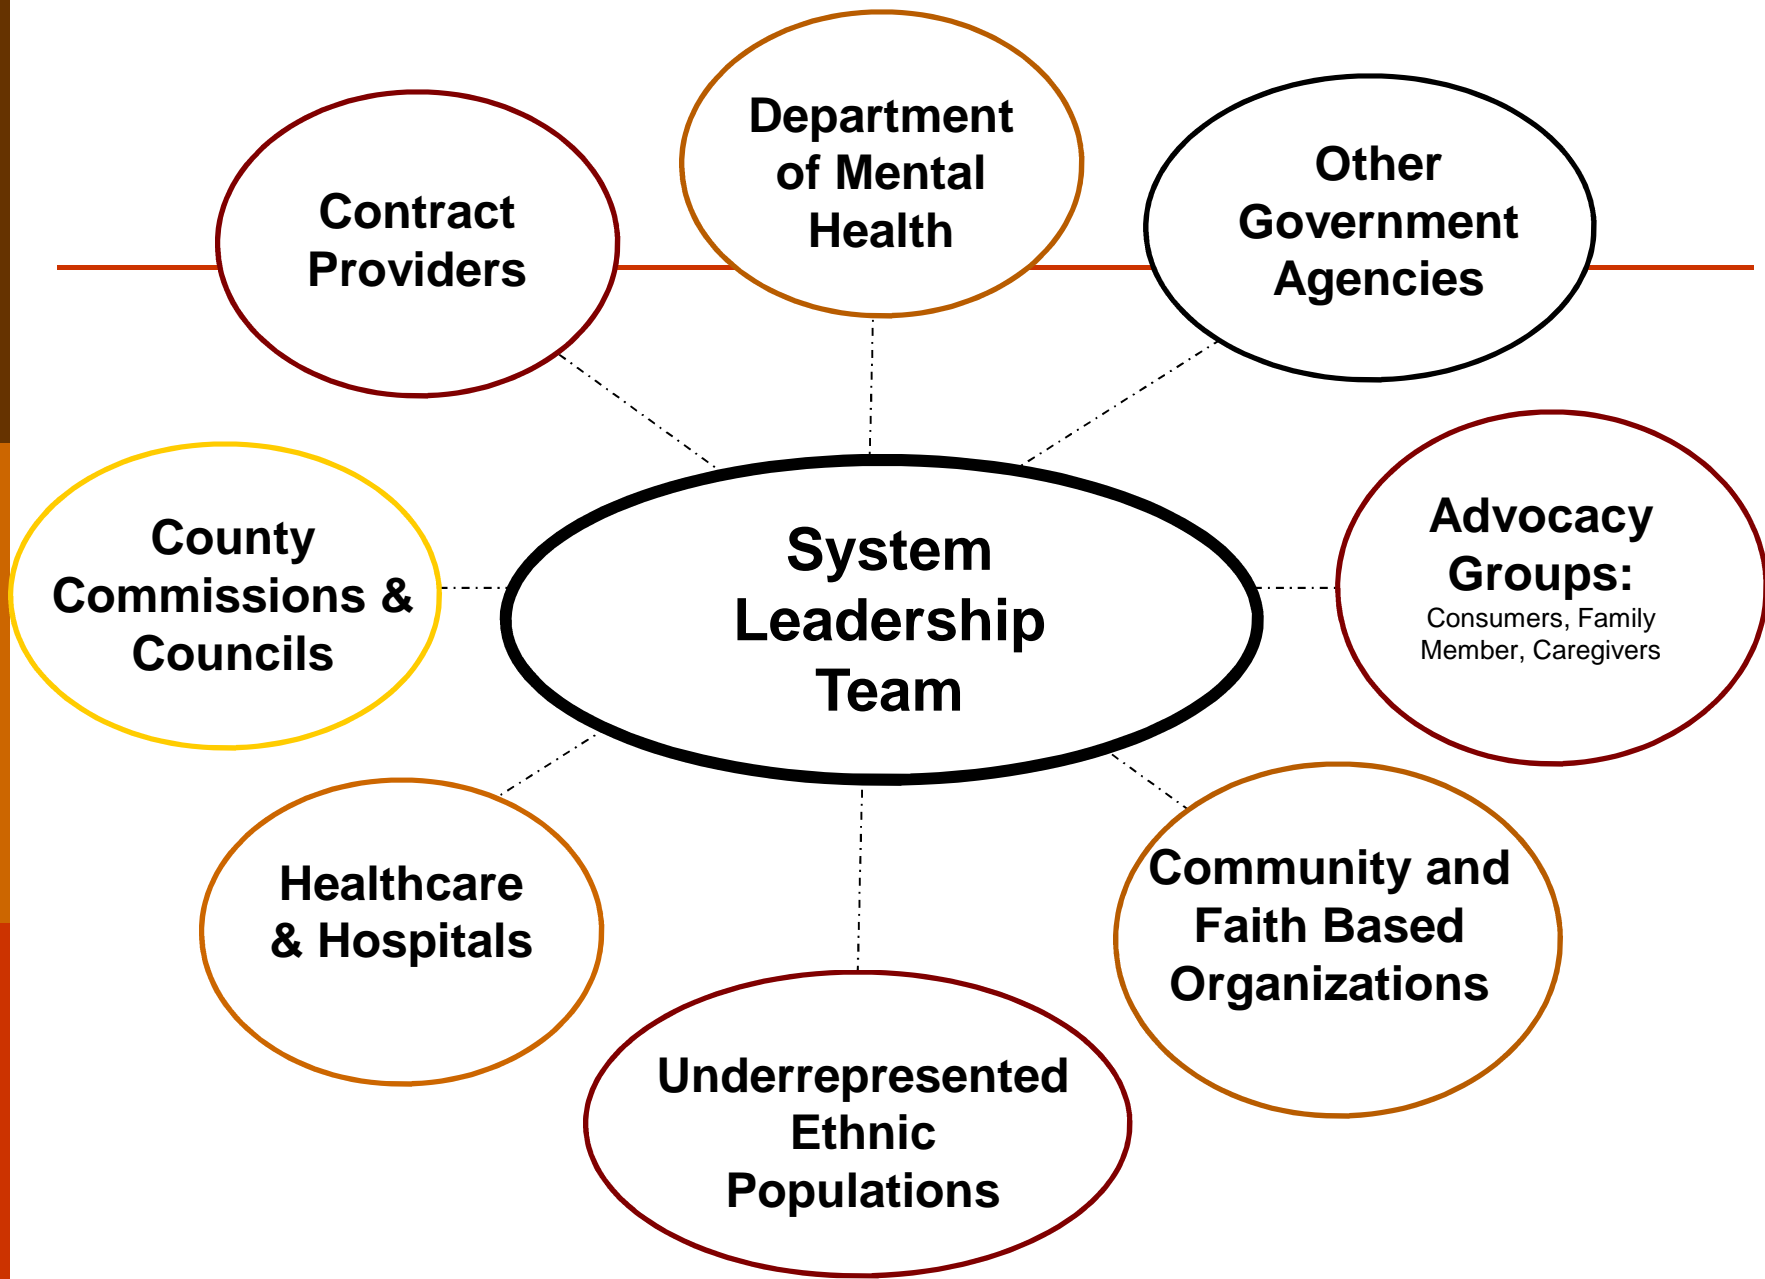 Department
of Mental
Health
Contract
Providers
Other
Government
Agencies
County
Commissions &
Councils
System
Leadership
Team
Advocacy
Groups:
Consumers, Family
Member, Caregivers
Healthcare
& Hospitals
Community and
Faith Based
Organizations
Underrepresented
Ethnic
Populations